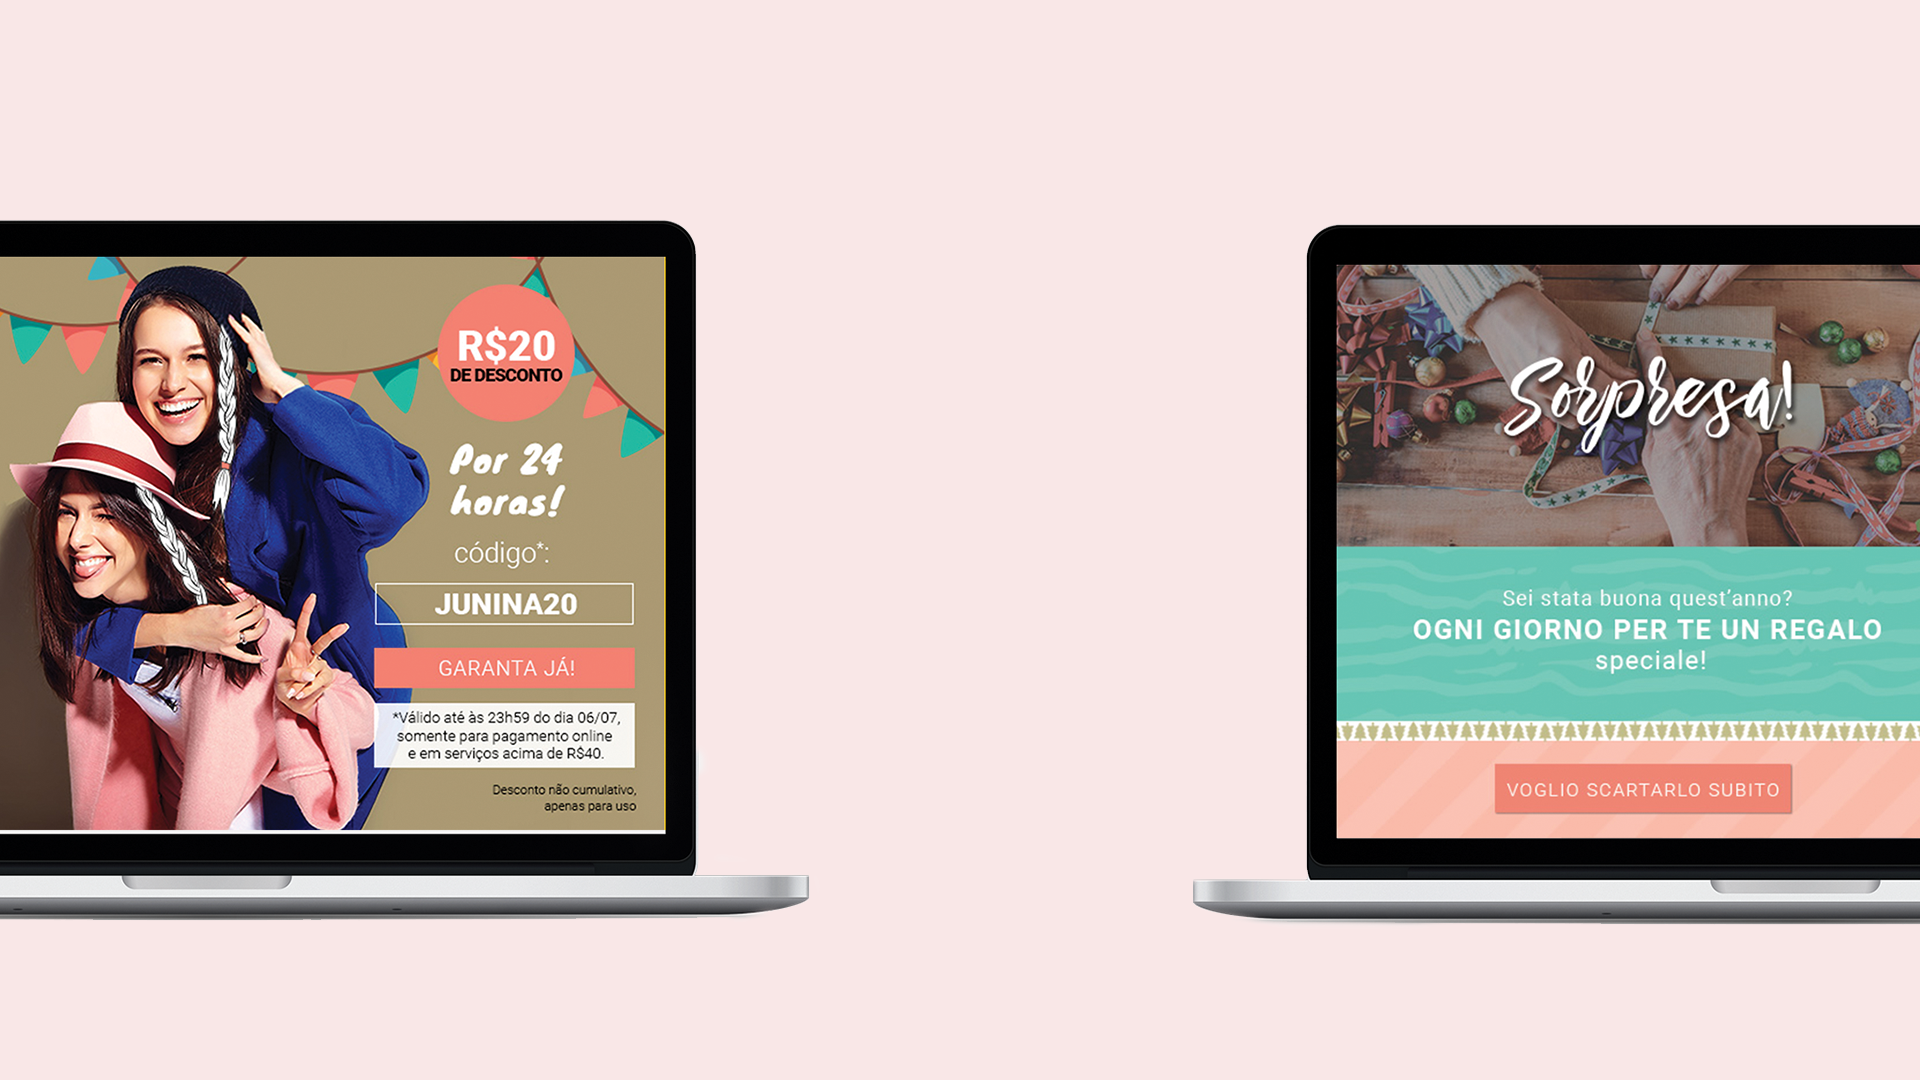 R$20
DE DESCONTO
Por 24
horas!
código*:
JUNINA20
GARANTA JÁ!
*Válido até às 23h59 do dia 06/07,
somente para pagamento online
e em serviços acima de R$40.
Desconto não cumulativo,
apenas para uso
Sorpresa!
Sei stata buona quest’anno?
OGNI GIORNO PER TE UN REGALO
speciale!
VOGLIO SCARTARLO SUBITO